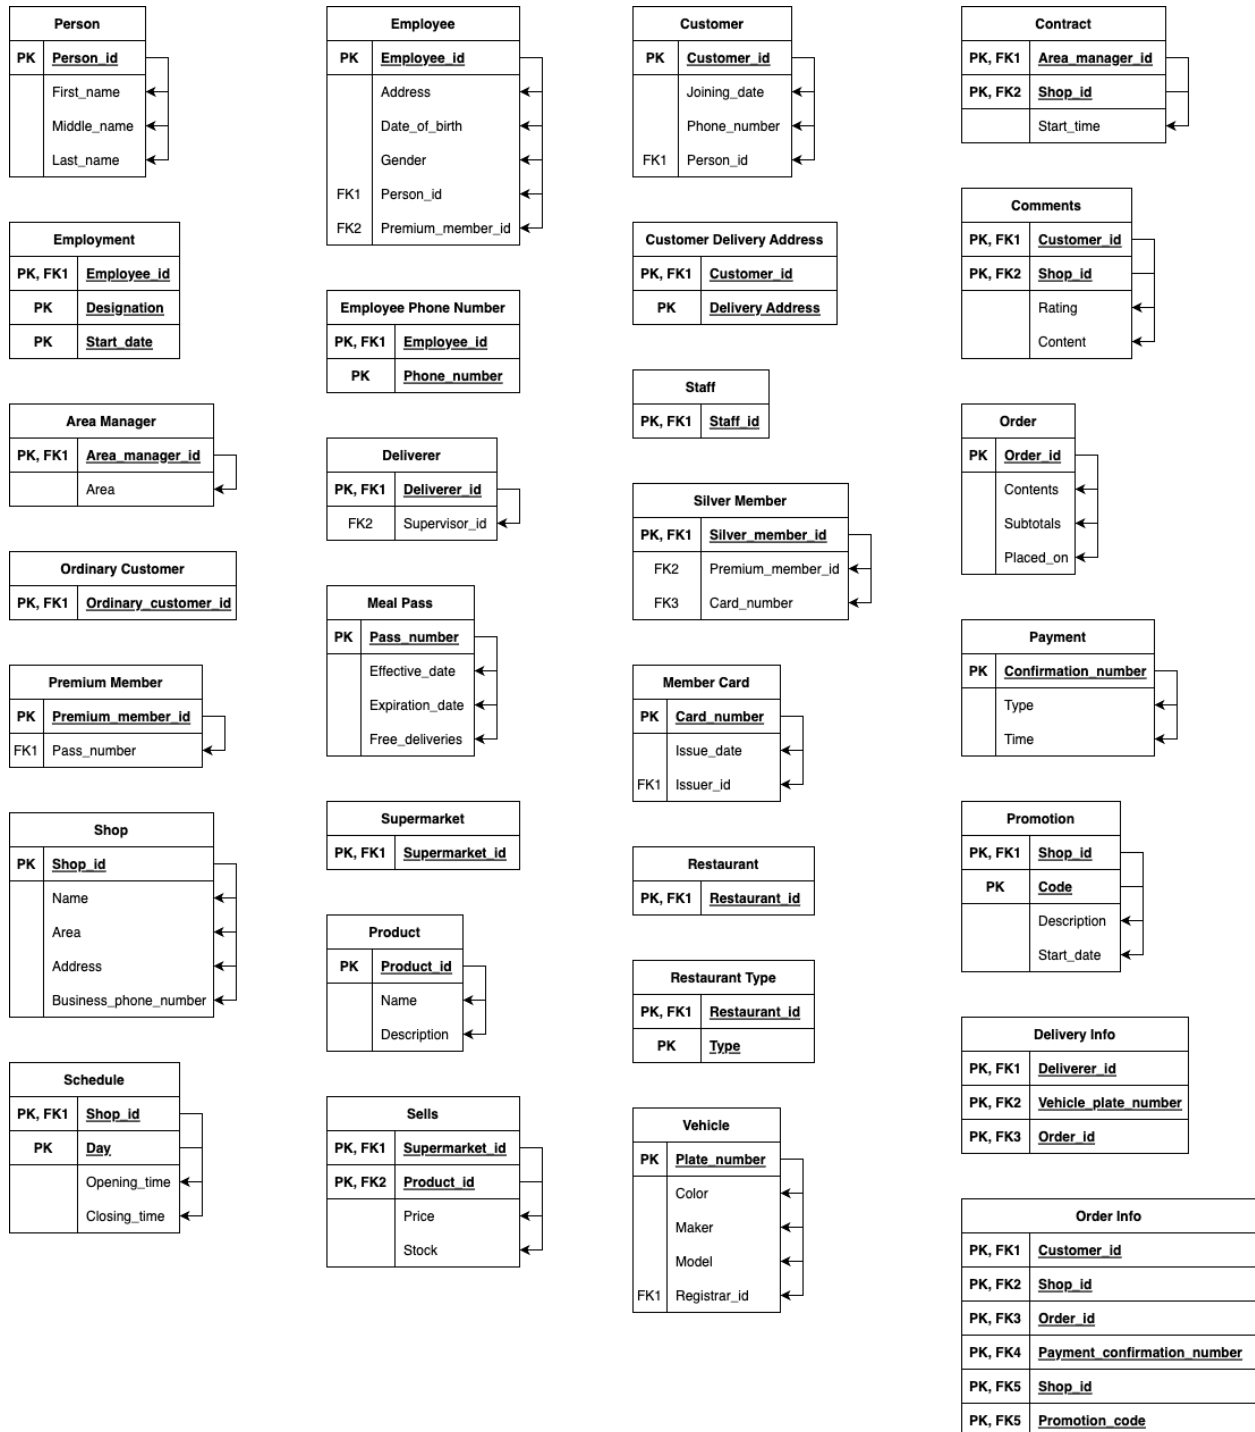 Person
PK Person_id
First_name
Middle_name
Last_name
Employment
PK, FK1 Employee_id
PK Designation
PK Start_date
Area Manager
PK, FK1 Area_manager_id
Area
Ordinary Customer
PK, FK1 Ordinary_customer_id
Premium Member
PK Premium_member_id
FK1 Pass_number
Shop
PK Shop_id
Name
Area
Address
Business_phone_number
Schedule
PK, FK1 Shop_id
PK Day
Opening_time
Closing_time
Employee
PK Employee_id
Address
Date_of_birth
Gender
FK1 Person_id
FK2 Premium_member_id
Employee Phone Number
PK, FK1 Employee_id
PK Phone_number
Deliverer
PK, FK1 Deliverer_id
FK2 Supervisor_id
Meal Pass
PK Pass_number
Effective_date
Expiration_date
Free_deliveries
Supermarket
PK, FK1 Supermarket_id
Product
PK Product_id
Name
Description
Sells
PK, FK1 Supermarket_id
PK, FK2 Product_id
Price
Stock
Customer
PK Customer_id
Joining_date
Phone_number
FK1 Person_id
Customer Delivery Address
PK, FK1 Customer_id
PK Delivery Address
Staff
PK, FK1 Staff_id
Silver Member
PK, FK1 Silver_member_id
FK2 Premium_member_id
FK3 Card_number
Member Card
PK Card_number
Issue_date
FK1 Issuer_id
Restaurant
PK, FK1 Restaurant_id
Restaurant Type
PK, FK1 Restaurant_id
PK Type
Vehicle
PK Plate_number
Color
Maker
Model
FK1 Registrar_id
Contract
PK, FK1 Area_manager_id
PK, FK2 Shop_id
Start_time
Comments
PK, FK1 Customer_id
PK, FK2 Shop_id
Rating
Content
Order
PK Order_id
Contents
Subtotals
Placed_on
Payment
PK Confirmation_number
Type
Time
Promotion
PK, FK1 Shop_id
PK Code
Description
Start_date
Delivery Info
PK, FK1 Deliverer_id
PK, FK2 Vehicle_plate_number
PK, FK3 Order_id
Order Info
PK, FK1 Customer_id
PK, FK2 Shop_id
PK, FK3 Order_id
PK, FK4 Payment_confirmation_number
PK, FK5 Shop_id
PK, FK5 Promotion_code